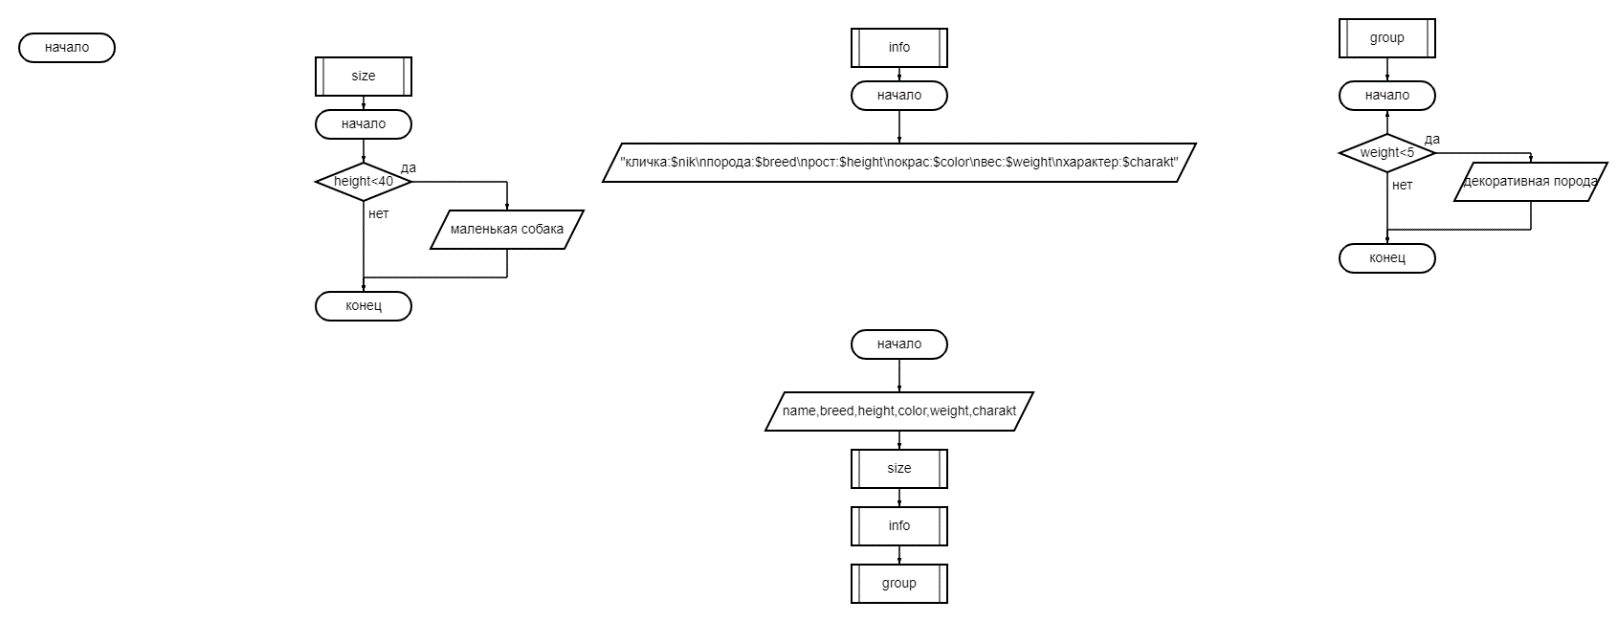 начало
size
начало
height<40
да
нет
маленькая собака
конец
info
начало
"кличка:$nik\nпорода:$breed\nрост:$height\nокрас:$color\nвес:$weight\nхарактер:$charakt"
group
начало
weight<5
да
нет
декоративная порода
конец
начало
name,breed,height,color,weight,charakt
size
info
group